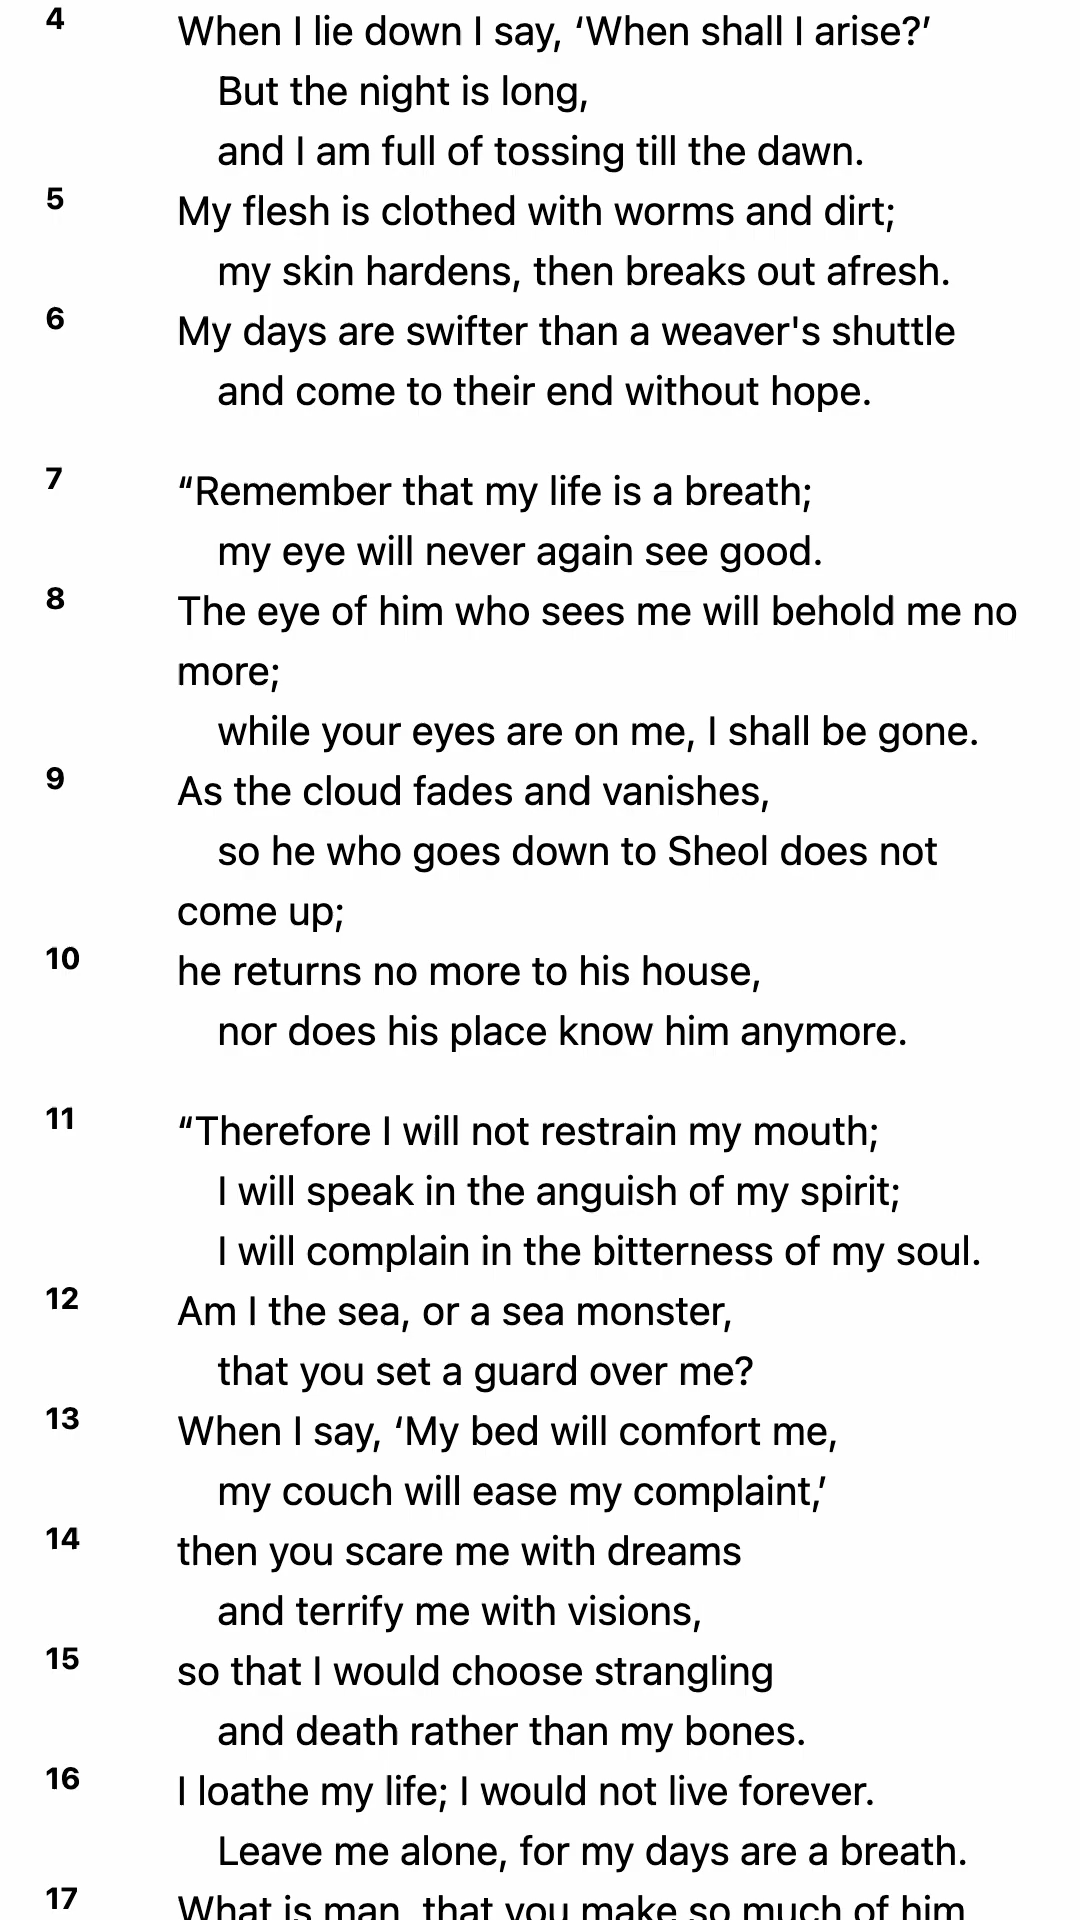 4 When I lie down I say, ‘When shall I arise?’
But the night is long,
and I am full of tossing till the dawn.
5 My flesh is clothed with worms and dirt;
my skin hardens, then breaks out afresh.
6 My days are swifter than a weaver's shuttle
and come to their end without hope.
7 “Remember that my life is a breath;
my eye will never again see good.
8 The eye of him who sees me will behold me no
more;
while your eyes are on me, I shall be gone.
9 As the cloud fades and vanishes,
so he who goes down to Sheol does not
come up;
10 he returns no more to his house,
nor does his place know him anymore.
11 “Therefore I will not restrain my mouth;
I will speak in the anguish of my spirit;
I will complain in the bitterness of my soul.
12 Am I the sea, or a sea monster,
that you set a guard over me?
13 When I say, ‘My bed will comfort me,
my couch will ease my complaint,’
14 then you scare me with dreams
and terrify me with visions,
15 so that I would choose strangling
and death rather than my bones.
16 I loathe my life; I would not live forever.
Leave me alone, for my days are a breath.
17 What is man, that you make so much of him